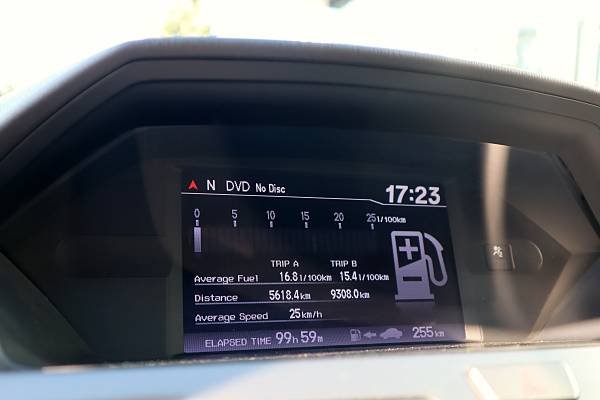 N DVD No Disc 17:23
0 5 10 15 20 25 l/100km
TRIP A TRIP B
Average Fuel 16.8 l/100km 15.4 l/100km
Distance 5618.4 km 9308.0 km
Average Speed 25 km/h
ELAPSED TIME 99h 59m 255 km